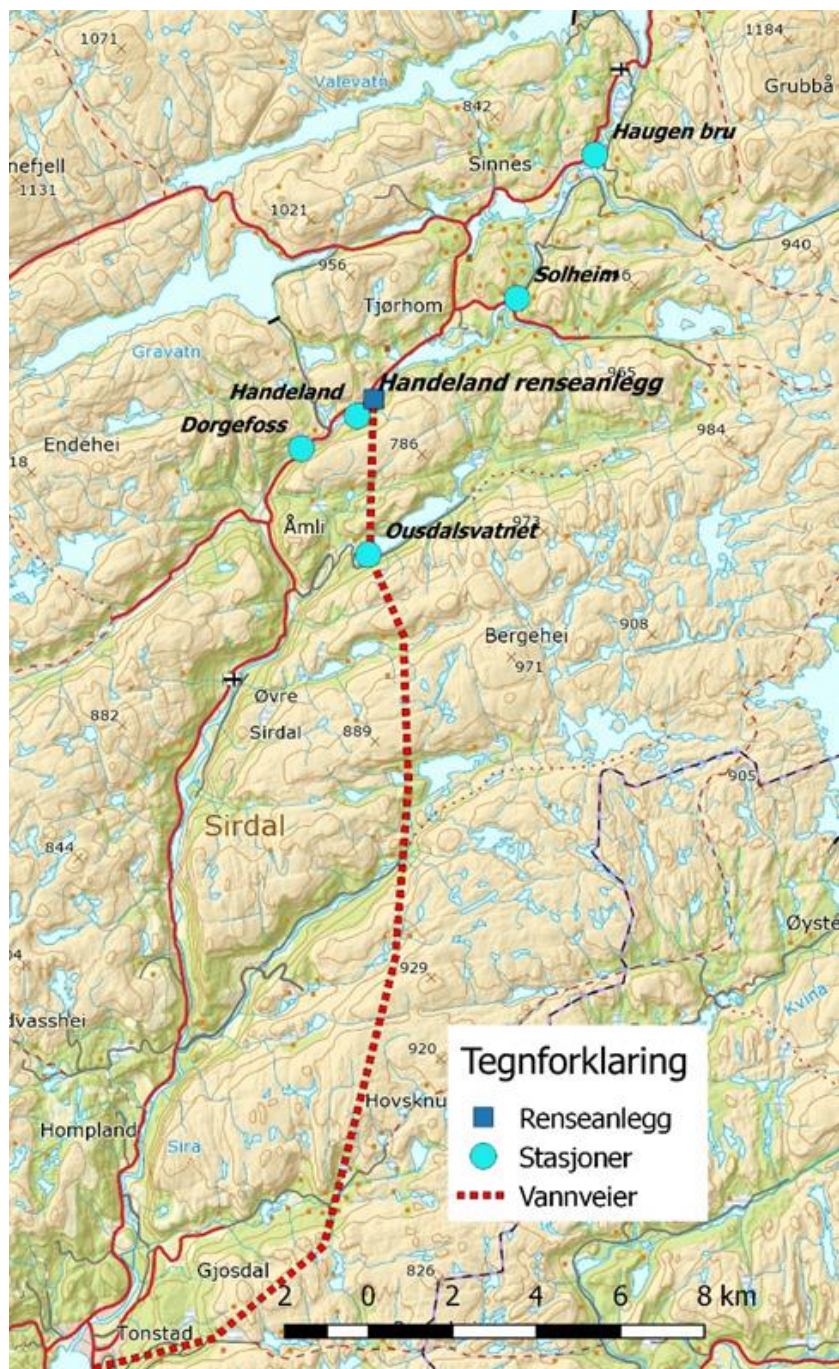 1071
1184
Valevatn
Grubbå
842
Haugen bru
Sinnes
nefjell
1131
1021
940
956
Solheim
Tjørhom
Gravatn
965
Handeland
Handeland renseanlegg
Dorgefoss
Endehei
786
984
18
Åmli
973
Ousdalsvatnet
908
Bergehei
971
Øvre
Sirdal
882
889
905
Sirdal
844
Øyste
929
dvasshei
Kvina
920
Tegnforklaring
Hovsknu
Renseanlegg
Hompland
Sira
Stasjoner
Vannveier
Gjosdal
826
2 0 2 4 6 8 km
Tonstad